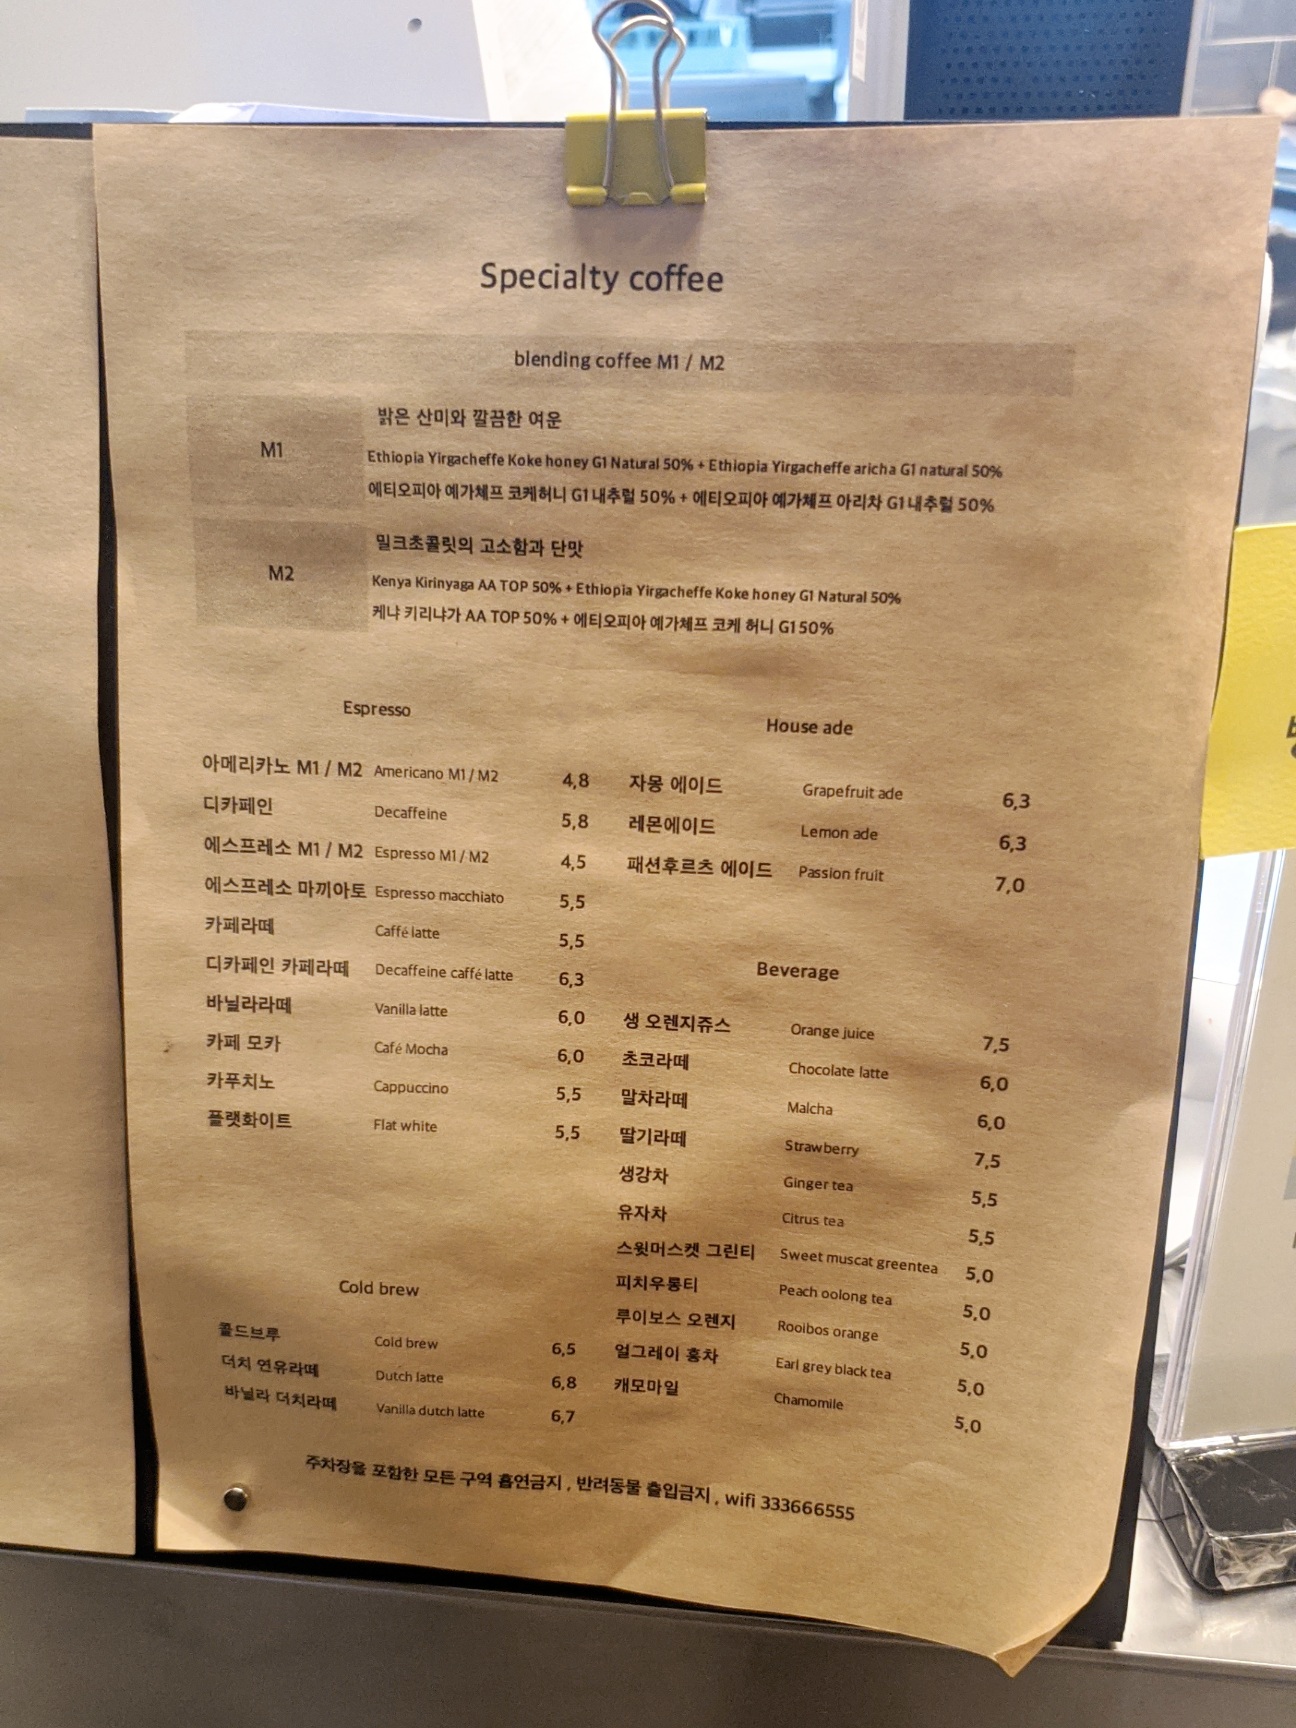 Specialty coffee
blending coffee M1 / M2
M1
밝은 산미와 깔끔한 여운
Ethiopia Yirgacheffe Koke honey G1 Natural 50% + Ethiopia Yirgacheffe aricha G1 natural 50%
에티오피아 예가체프 코케허니 G1 내추럴 50% + 에티오피아 예가체프 아리차 G1 내추럴 50%
M2
밀크초콜릿의 고소함과 단맛
Kenya Kirinyaga AA TOP 50% + Ethiopia Yirgacheffe Koke honey G1 Natural 50%
케냐 키리냐가 AA TOP 50% + 에티오피아 예가체프 코케 허니 G1 50%
Espresso
아메리카노 M1 / M2 Americano M1 / M2 4,8
디카페인 Decaffeine 5,8
에스프레소 M1 / M2 Espresso M1 / M2 4,5
에스프레소 마끼아토 Espresso macchiato 5,5
카페라떼 Caffé latte 5,5
디카페인 카페라떼 Decaffeine caffé latte 6,3
바닐라라떼 Vanilla latte 6,0
카페 모카 Café Mocha 6,0
카푸치노 Cappuccino 5,5
플랫화이트 Flat white 5,5
Cold brew
콜드브루 Cold brew 6,5
더치 연유라떼 Dutch latte 6,8
바닐라 더치라떼 Vanilla dutch latte 6,7
House ade
자몽 에이드 Grapefruit ade 6,3
레몬에이드 Lemon ade 6,3
패션후르츠 에이드 Passion fruit 7,0
Beverage
생 오렌지쥬스 Orange juice 7,5
초코라떼 Chocolate latte 6,0
말차라떼 Malcha 6,0
딸기라떼 Strawberry 7,5
생강차 Ginger tea 5,5
유자차 Citrus tea 5,5
스윗머스켓 그린티 Sweet muscat greentea 5,0
피치우롱티 Peach oolong tea 5,0
루이보스 오렌지 Rooibos orange 5,0
얼그레이 홍차 Earl grey black tea 5,0
캐모마일 Chamomile 5,0
주차장을 포함한 모든 구역 흡연금지 , 반려동물 출입금지 , wifi 333666555